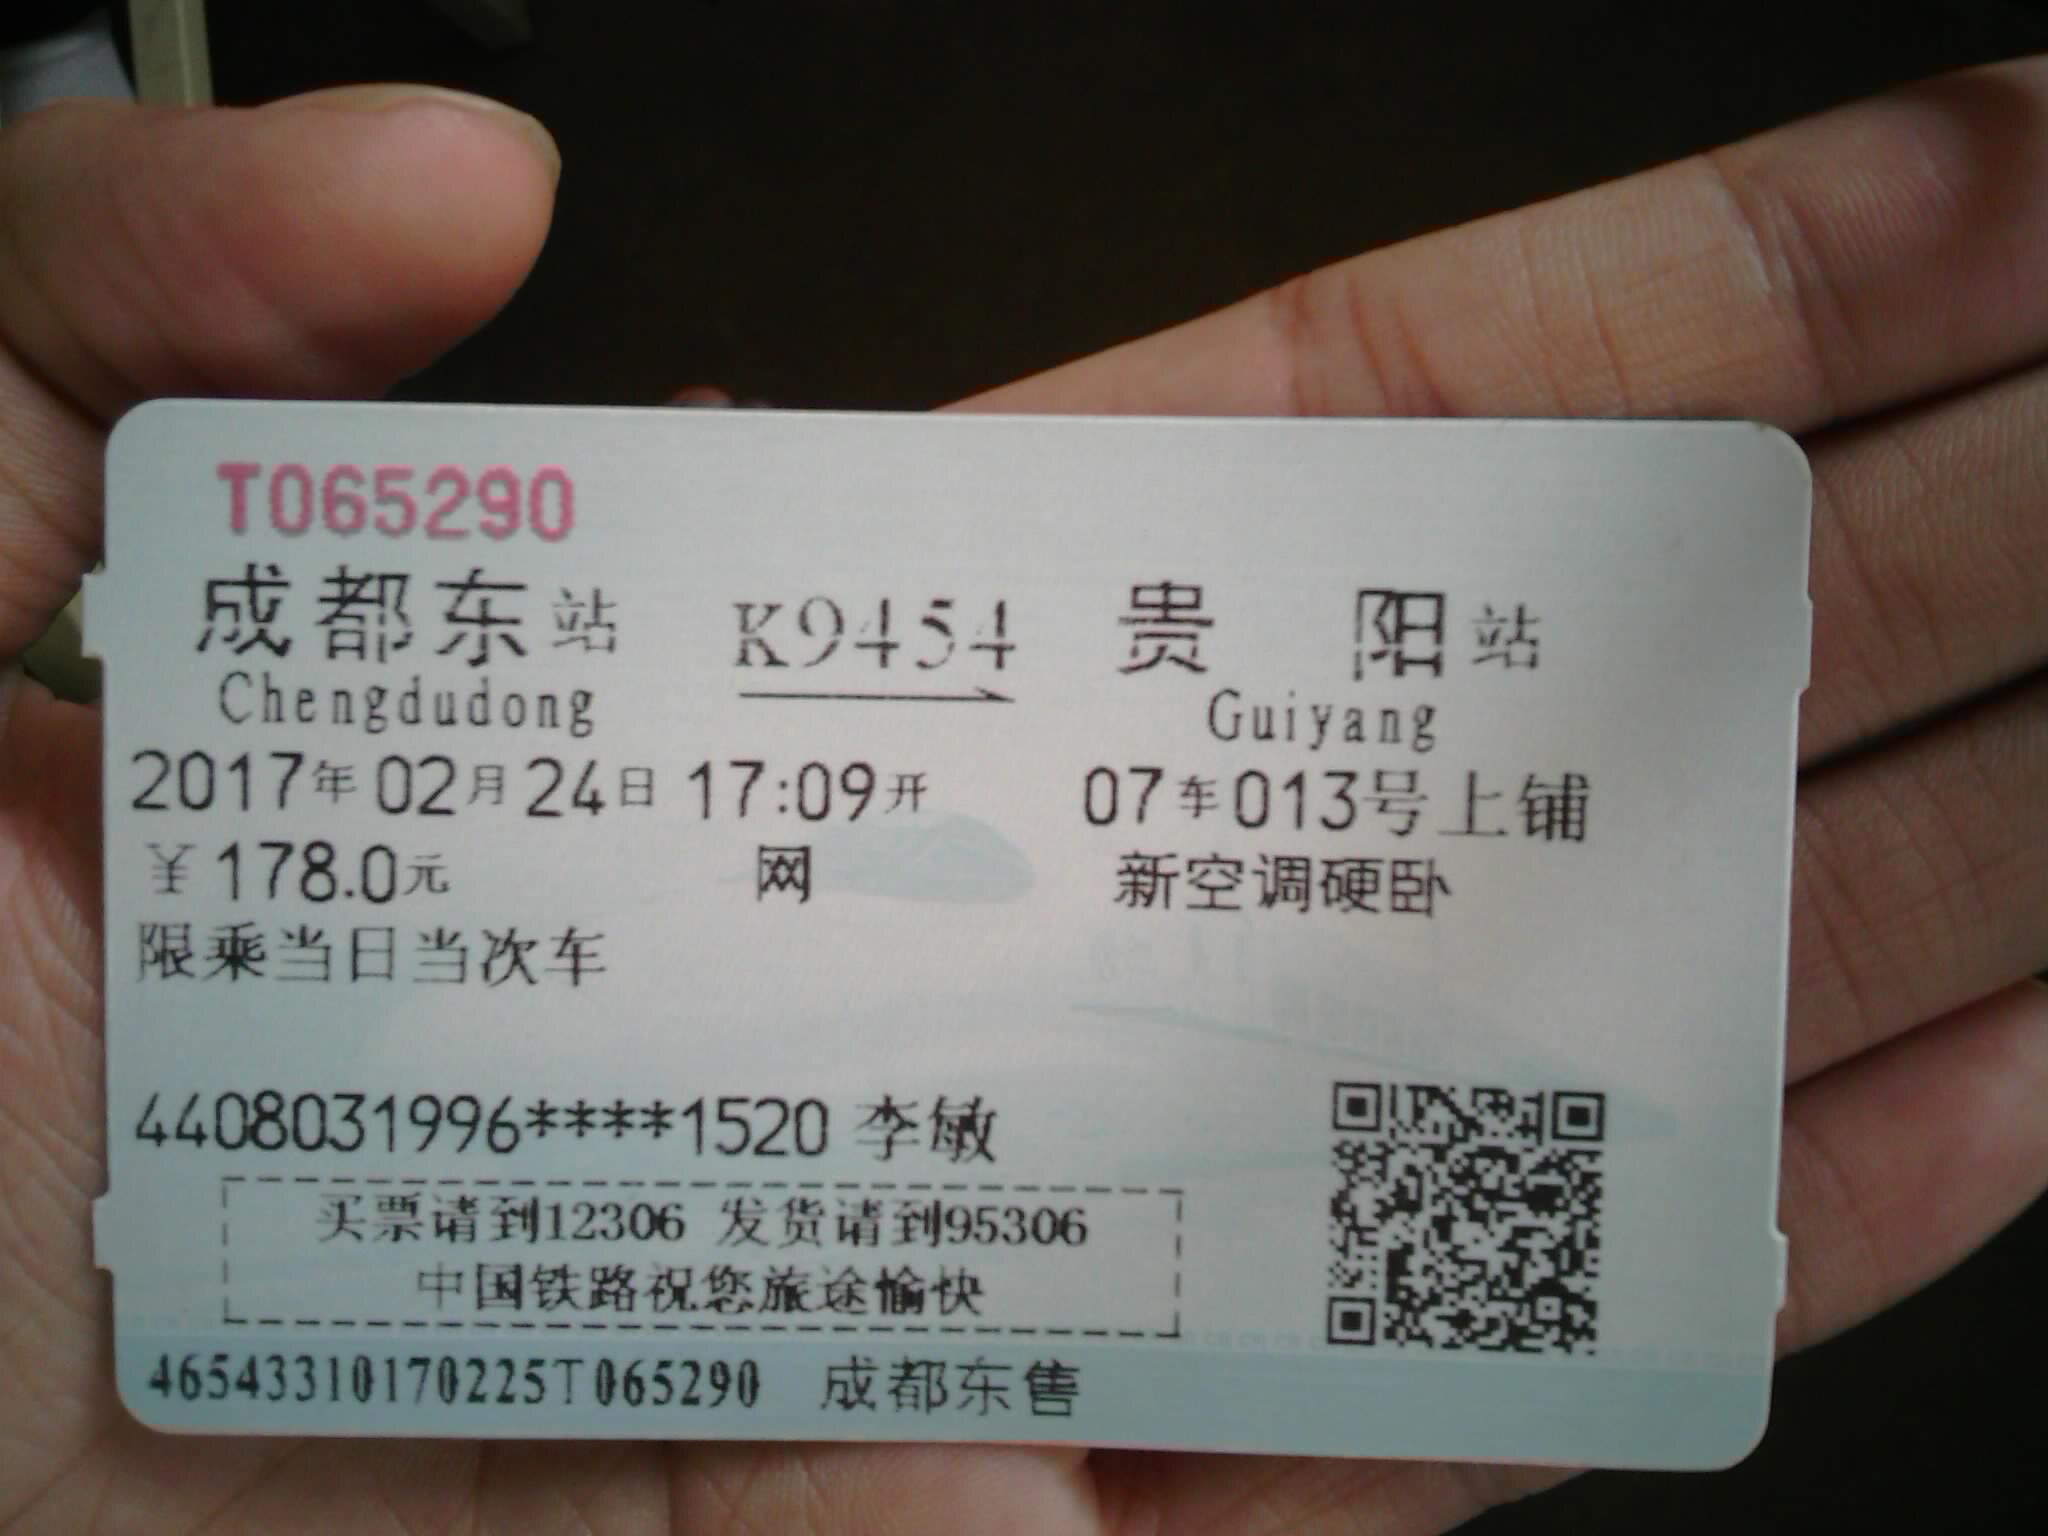 T065290
成都东站 K9454 贵阳站
Chengdudong Guiyang
2017年02月24日 17:09开 07车013号上铺
￥178.0元 网 新空调硬卧
限乘当日当次车
4408031996****1520 李敏
买票请到12306 发货请到95306
中国铁路祝您旅途愉快
46543310170225T065290 成都东售